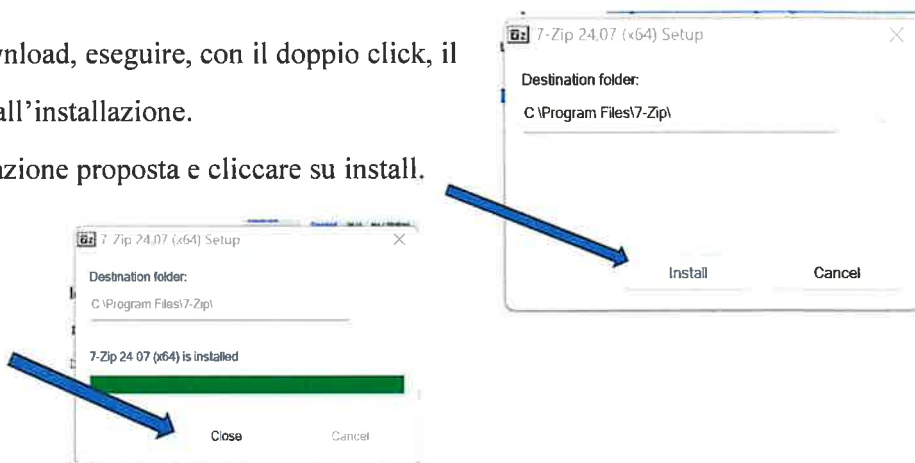 nload, eseguire, con il doppio click, il
all'installazione.
azione proposta e cliccare su install.
7-Zip 24.07 (x64) Setup
Destination folder:
C \Program Files\7-Zip\
Install Cancel
7 Zip 24.07 (x64) Setup
Destination folder:
C \Program Files\7-Zip\
7-Zip 24 07 (x64) is installed
Close Cancel